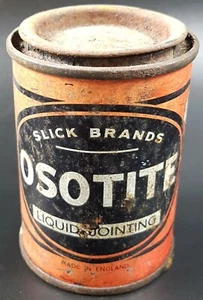 SLICK BRANDS
OSOTITE
LIQUID JOINTING
MADE IN ENGLAND